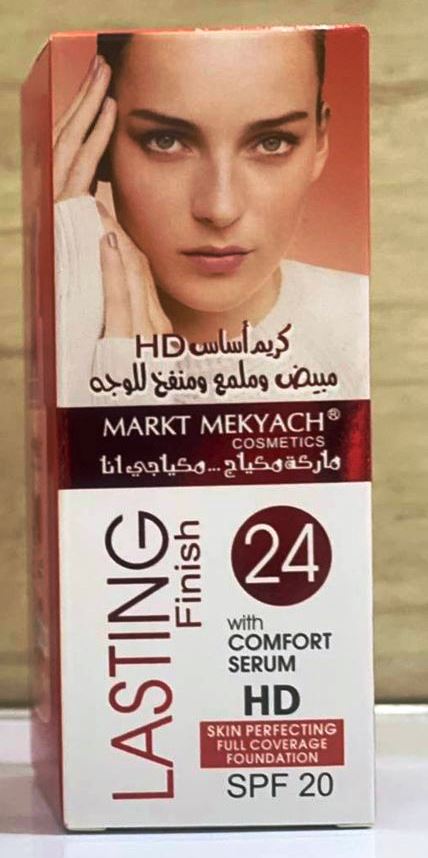 كريم أساس HD
مبيض وملمع ومنفخ للوجه
MARKT MEKYACH®
COSMETICS
ماركة مكياج ... مكياجي انا
LASTING
Finish
24
with
COMFORT
SERUM
HD
SKIN PERFECTING
FULL COVERAGE
FOUNDATION
SPF 20